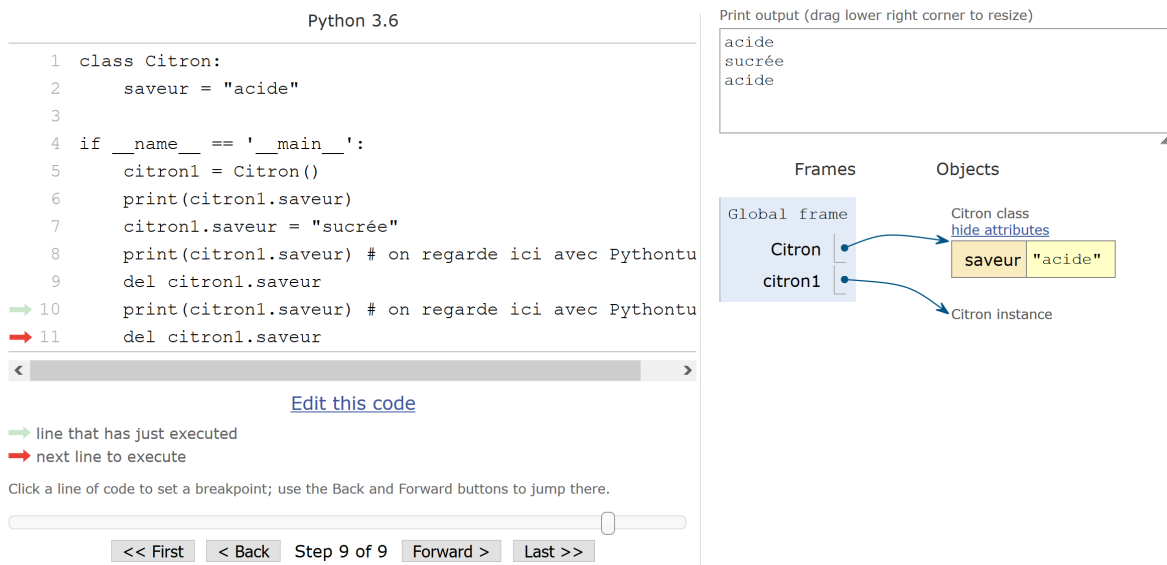 Python 3.6
1 class Citron:
2     saveur = "acide"
3
4 if __name__ == '__main__':
5     citron1 = Citron()
6     print(citron1.saveur)
7     citron1.saveur = "sucrée"
8     print(citron1.saveur) # on regarde ici avec Pythontu
9     del citron1.saveur
10     print(citron1.saveur) # on regarde ici avec Pythontu
11     del citron1.saveur
Edit this code
line that has just executed
next line to execute
Click a line of code to set a breakpoint; use the Back and Forward buttons to jump there.
<< First < Back Step 9 of 9 Forward > Last >>
Print output (drag lower right corner to resize)
acide
sucrée
acide
Frames Objects
Global frame
Citron
citron1
Citron class
hide attributes
saveur "acide"
Citron instance